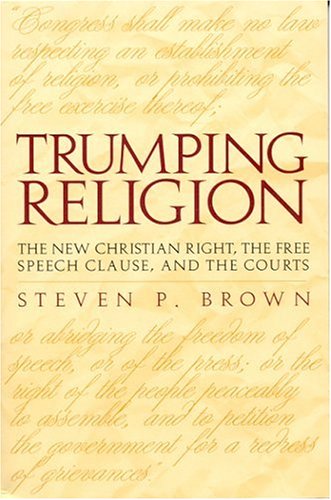 "Congress shall make no law
respecting an establishment
of religion, or prohibiting the
free exercise thereof;
TRUMPING
RELIGION
THE NEW CHRISTIAN RIGHT, THE FREE
SPEECH CLAUSE, AND THE COURTS
STEVEN P. BROWN
or abridging the freedom of
speech, or of the press; or the
right of the people peaceably
to assemble, and to petition
the government for a redress
of grievances."